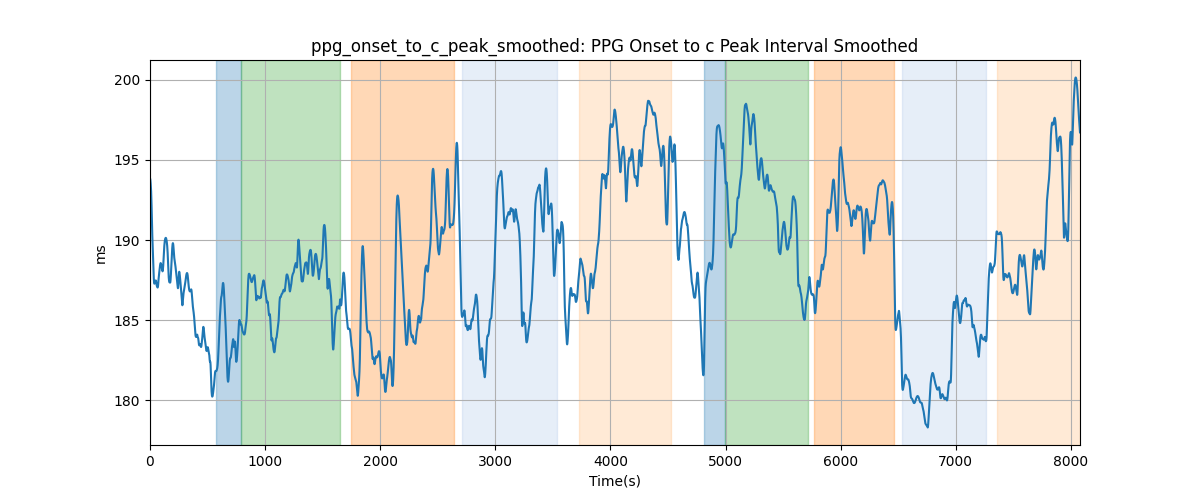 ppg_onset_to_c_peak_smoothed: PPG Onset to c Peak Interval Smoothed
200
195
190
185
180
ms
0 1000 2000 3000 4000 5000 6000 7000 8000
Time(s)